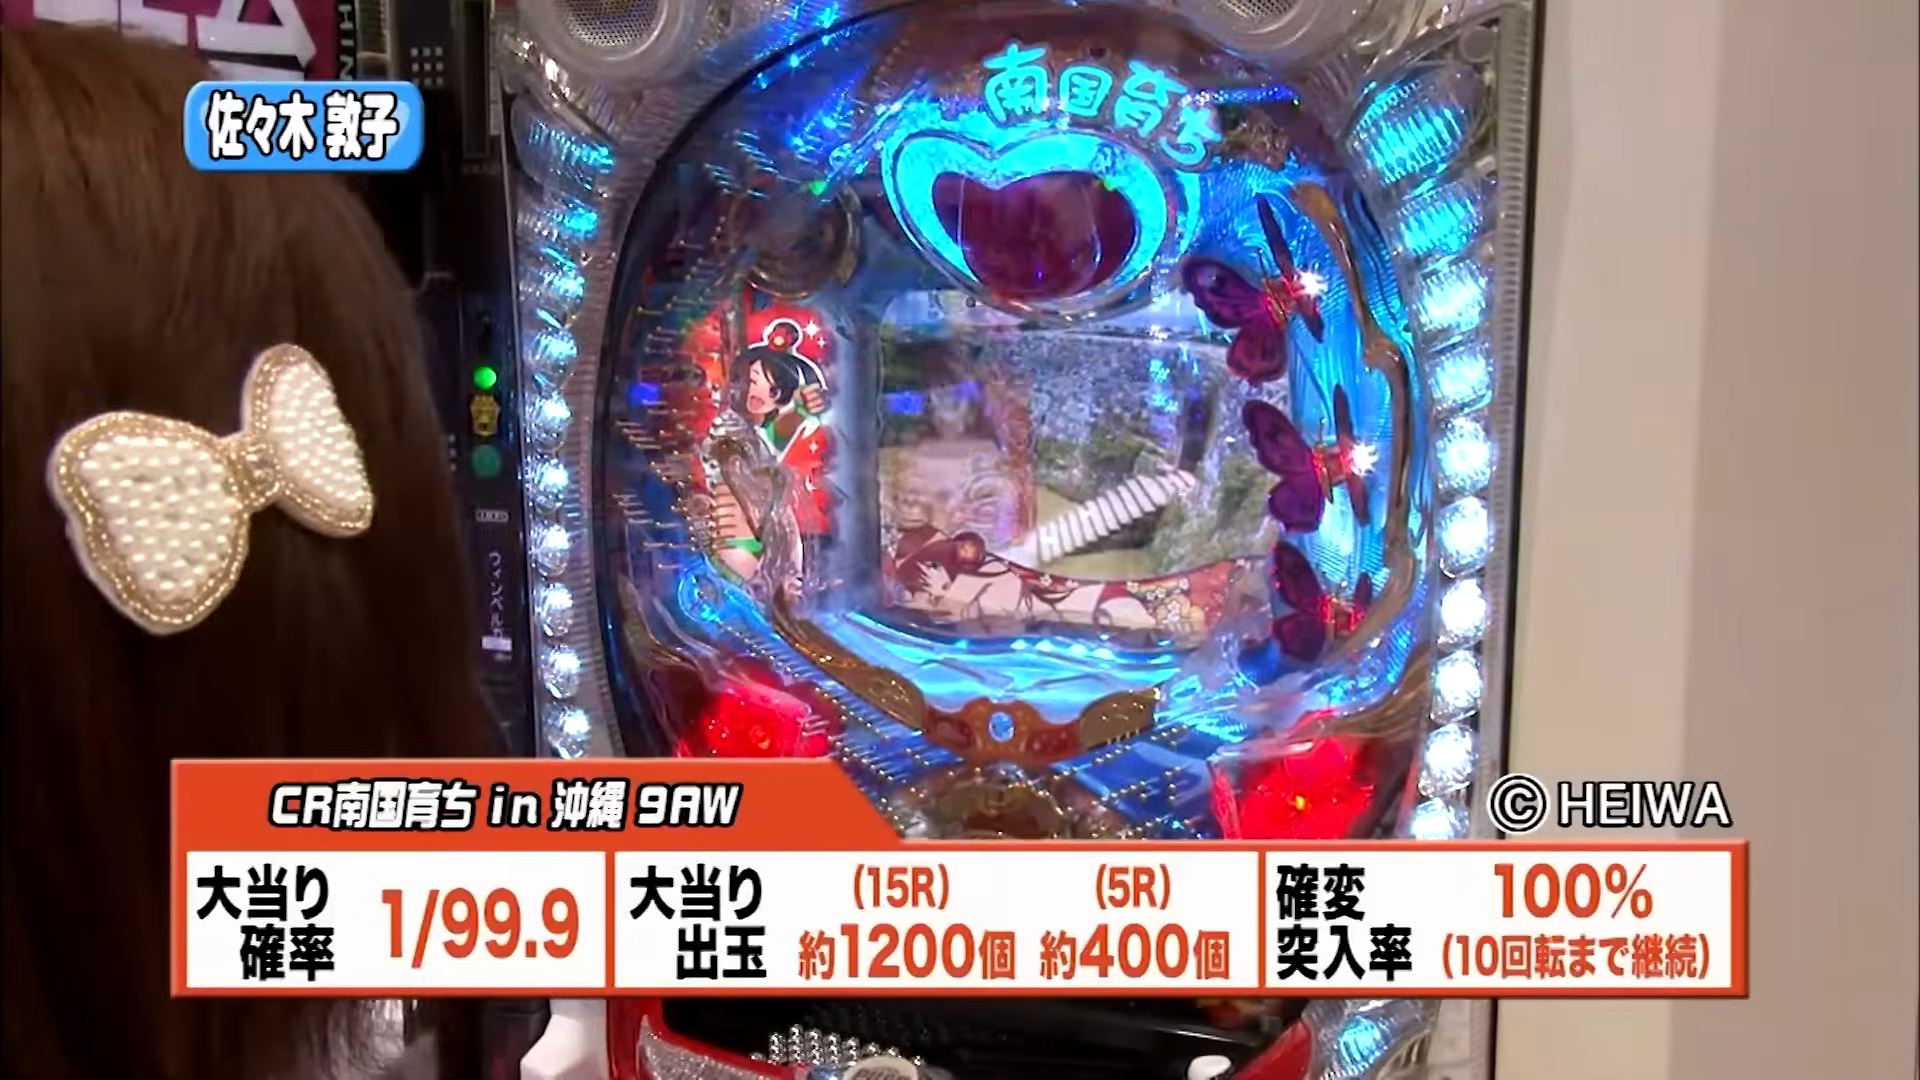 佐々木 敦子
南国育ち
CR南国育ち in 沖縄 9AW
© HEIWA
大当り
確率
1/99.9
大当り
出玉
(15R)
約1200個
(5R)
約400個
確変
突入率
100%
(10回転まで継続)